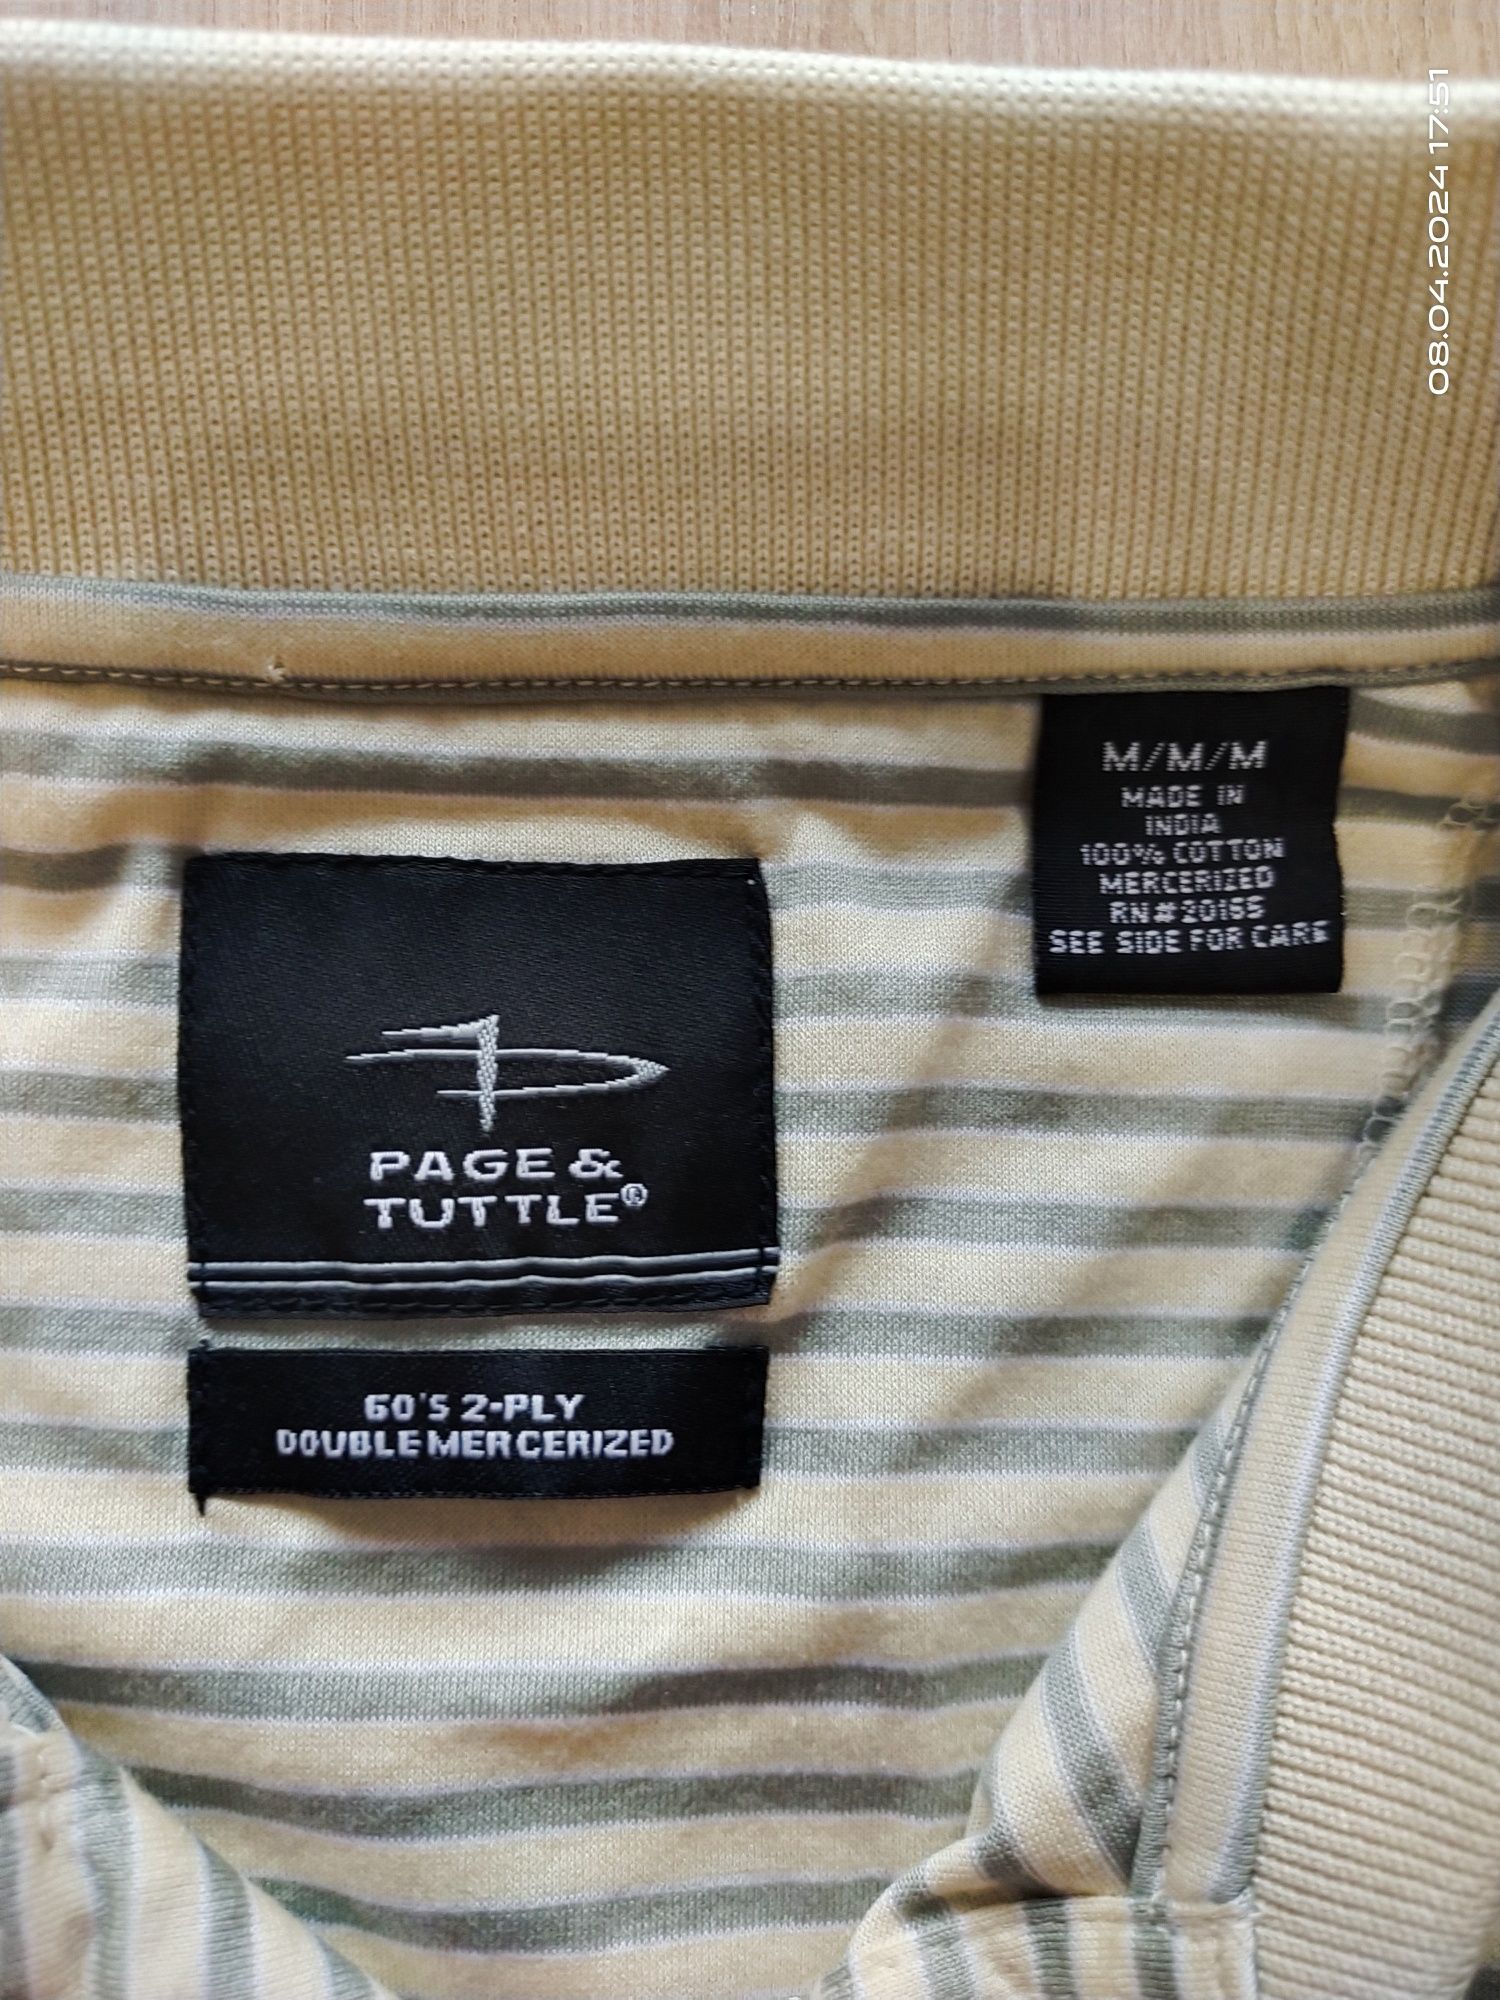 08.04.2024 17:51
M/M/M
MADE IN
INDIA
100% COTTON
MERCERIZED
RN#20155
SEE SIDE FOR CARE
PAGE &
TUTTLE®
60'S 2-PLY
DOUBLE MERCERIZED